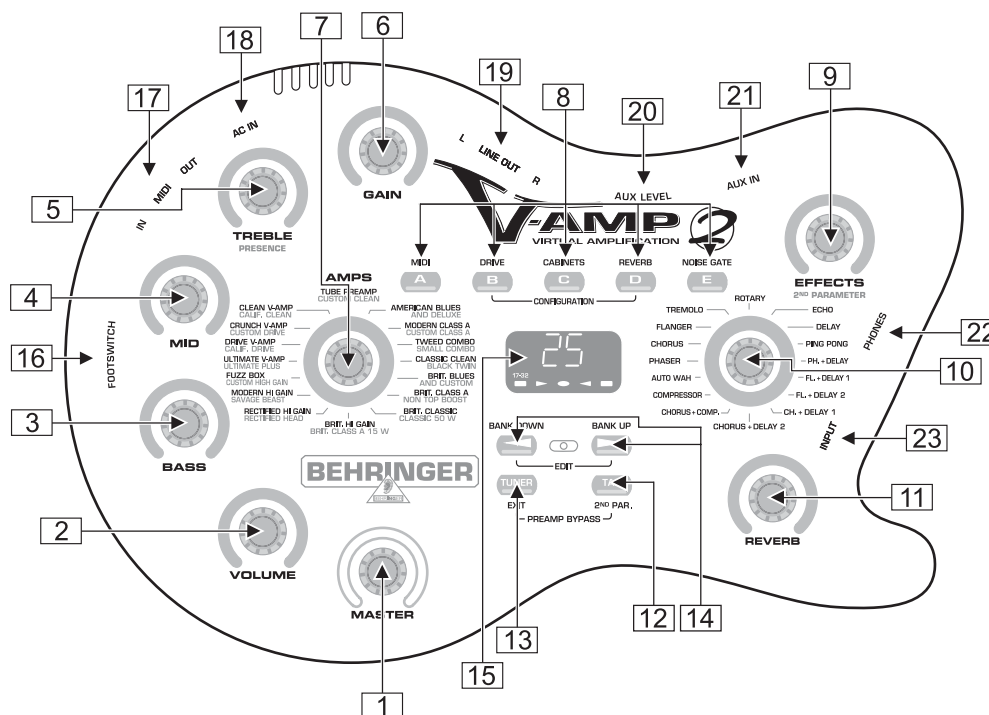 7
6
18
19
17
8
20
21
9
AC IN
L LINE OUT R
IN MIDI OUT
AUX LEVEL
AUX IN
GAIN
5
V-AMP 2
VIRTUAL AMPLIFICATION
TREBLE
PRESENCE
MIDI
DRIVE
CABINETS
REVERB
NOISE GATE
A
B
C
D
E
CONFIGURATION
EFFECTS
2ND PARAMETER
4
MID
AMPS
TUBE PREAMP
CUSTOM CLEAN
CLEAN V-AMP
CALIF. CLEAN
CRUNCH V-AMP
CUSTOM DRIVE
DRIVE V-AMP
CALIF. DRIVE
ULTIMATE V-AMP
ULTIMATE PLUS
FUZZ BOX
CUSTOM HIGH GAIN
MODERN HI GAIN
SAVAGE BEAST
RECTIFIED HI GAIN
RECTIFIED HEAD
BRIT. HI GAIN
BRIT. CLASS A 15 W
AMERICAN BLUES
AND DELUXE
MODERN CLASS A
CUSTOM CLASS A
TWEED COMBO
SMALL COMBO
CLASSIC CLEAN
BLACK TWIN
BRIT. BLUES
AND CUSTOM
BRIT. CLASS A
NON TOP BOOST
BRIT. CLASSIC
CLASSIC 50 W
25
17-32
ROTARY
TREMOLO
ECHO
FLANGER
DELAY
CHORUS
PING PONG
PHASER
PH. + DELAY
AUTO WAH
FL. + DELAY 1
COMPRESSOR
FL. + DELAY 2
CHORUS + COMP.
CH. + DELAY 1
CHORUS + DELAY 2
PHONES
22
16
FOOTSWITCH
10
3
BASS
BANK DOWN
BANK UP
EDIT
INPUT
23
TUNER
TAP
EXIT
2ND PAR.
PREAMP BYPASS
BEHRINGER
11
REVERB
2
VOLUME
MASTER
12
14
13
15
1